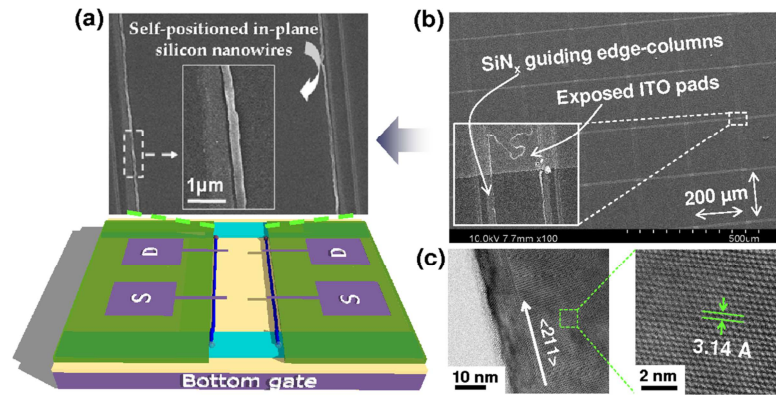 (a)
Self-positioned in-plane
silicon nanowires
1μm
D
D
S
S
Bottom gate
(b)
SiNx guiding edge-columns
Exposed ITO pads
200 μm
10.0kV 7.7mm x100
500um
(c)
<211>
10 nm
3.14 A
2 nm